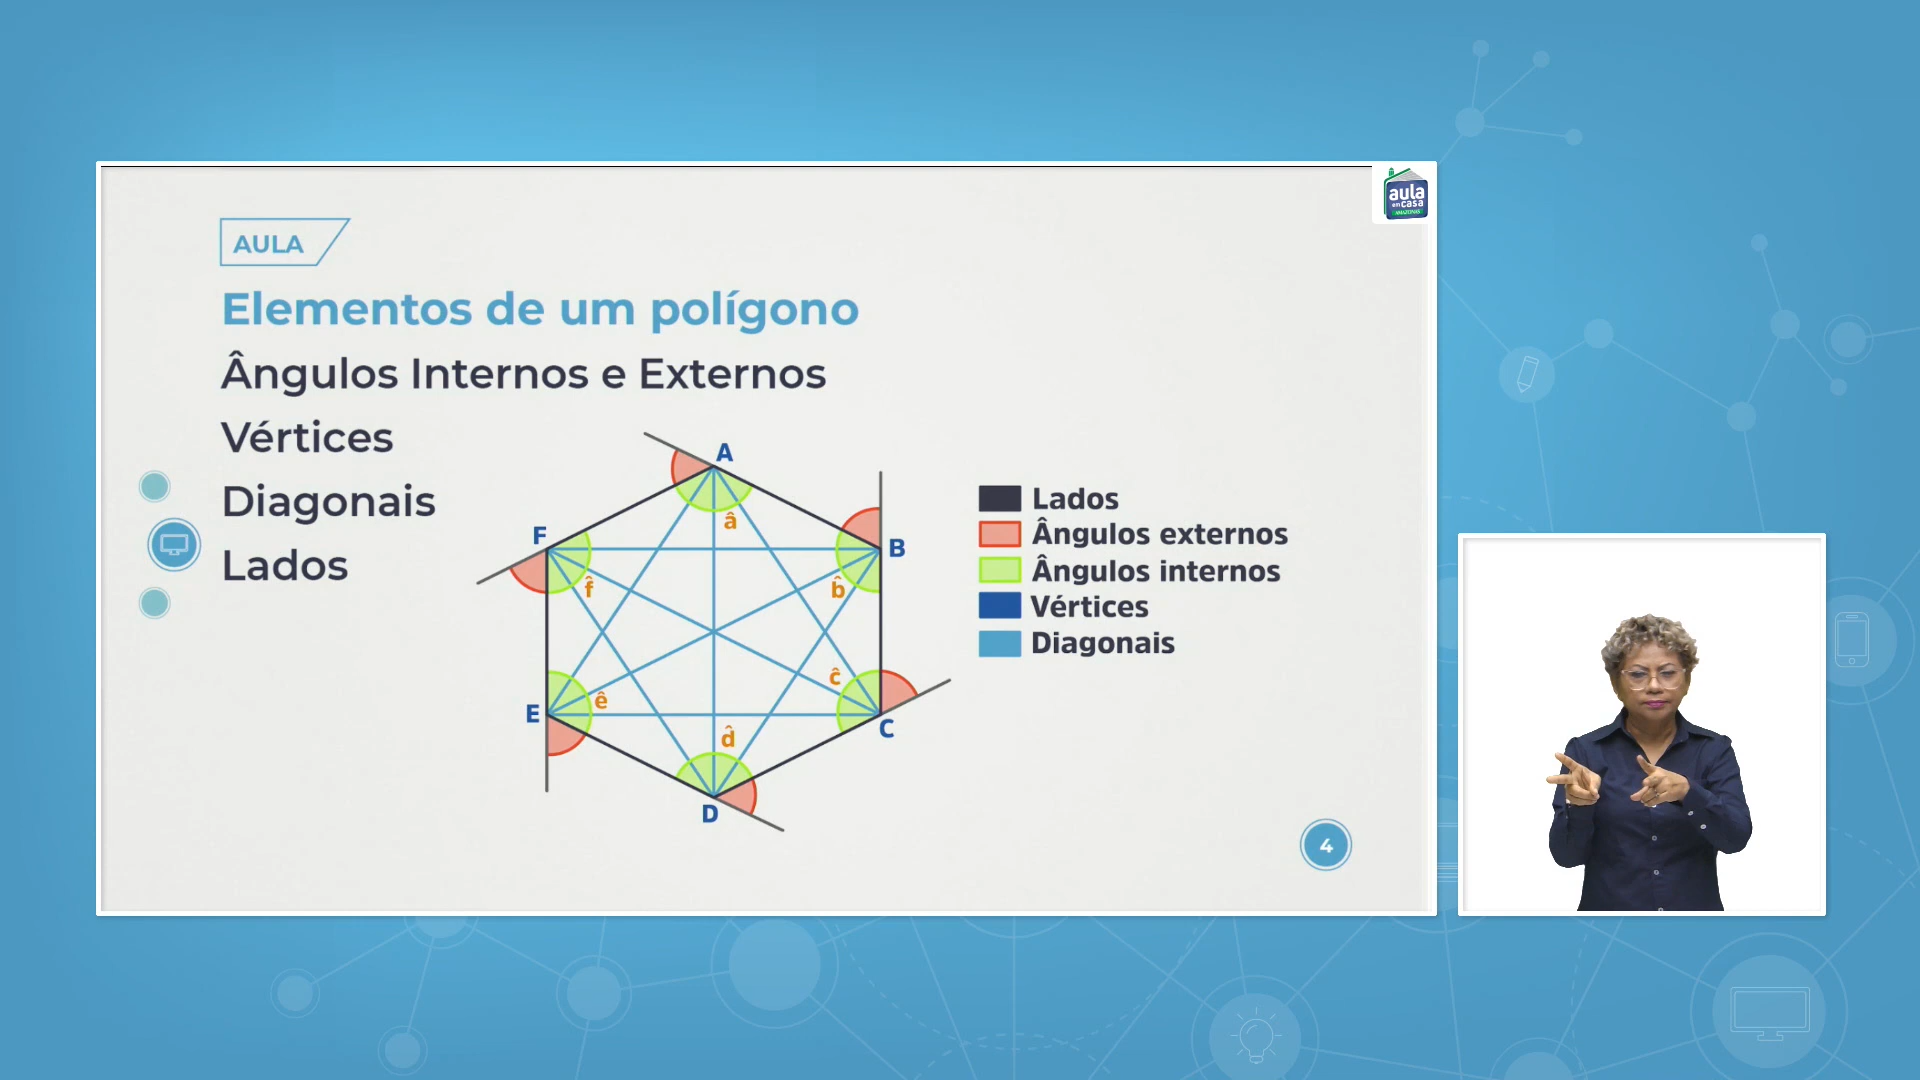 aula
em casa
AMAZONAS
AULA
Elementos de um polígono
Ângulos Internos e Externos
Vértices
Diagonais
Lados
A
B
C
D
E
F
â
b̂
ĉ
d̂
ê
f̂
Lados
Ângulos externos
Ângulos internos
Vértices
Diagonais
4